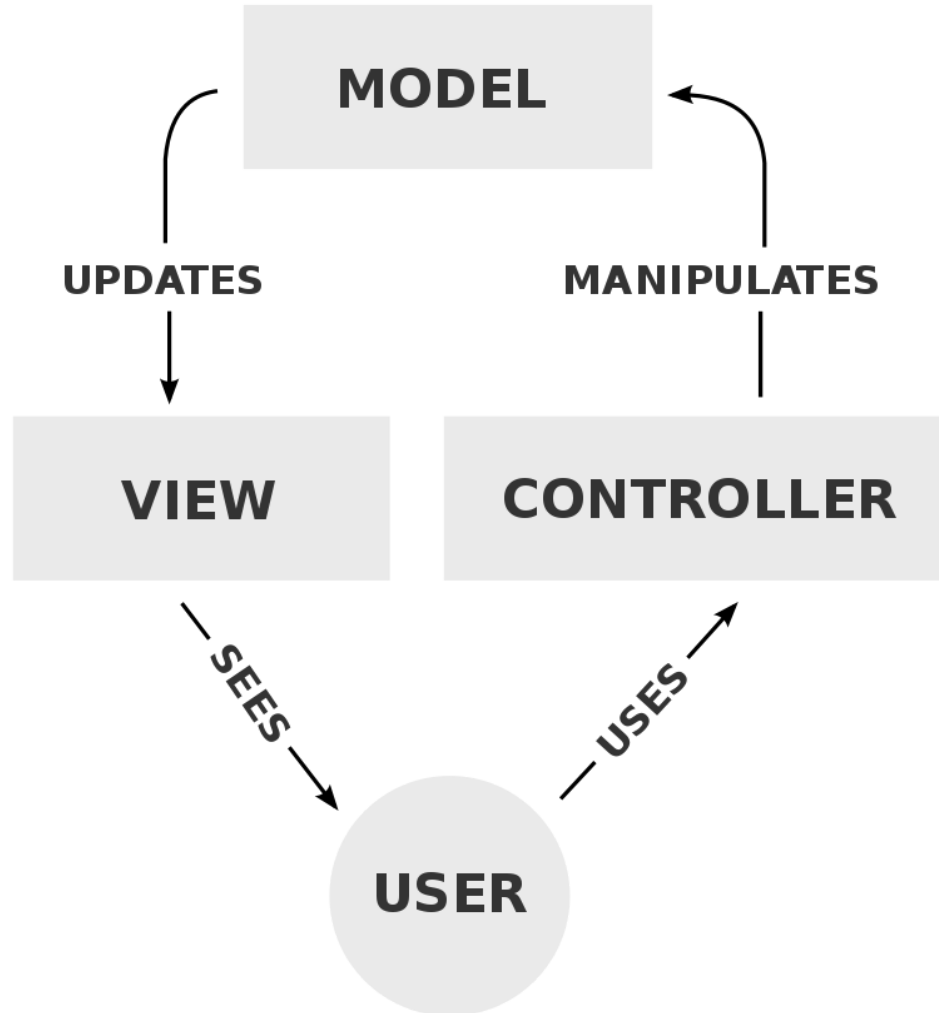 MODEL
UPDATES
MANIPULATES
VIEW
CONTROLLER
SEES
USES
USER